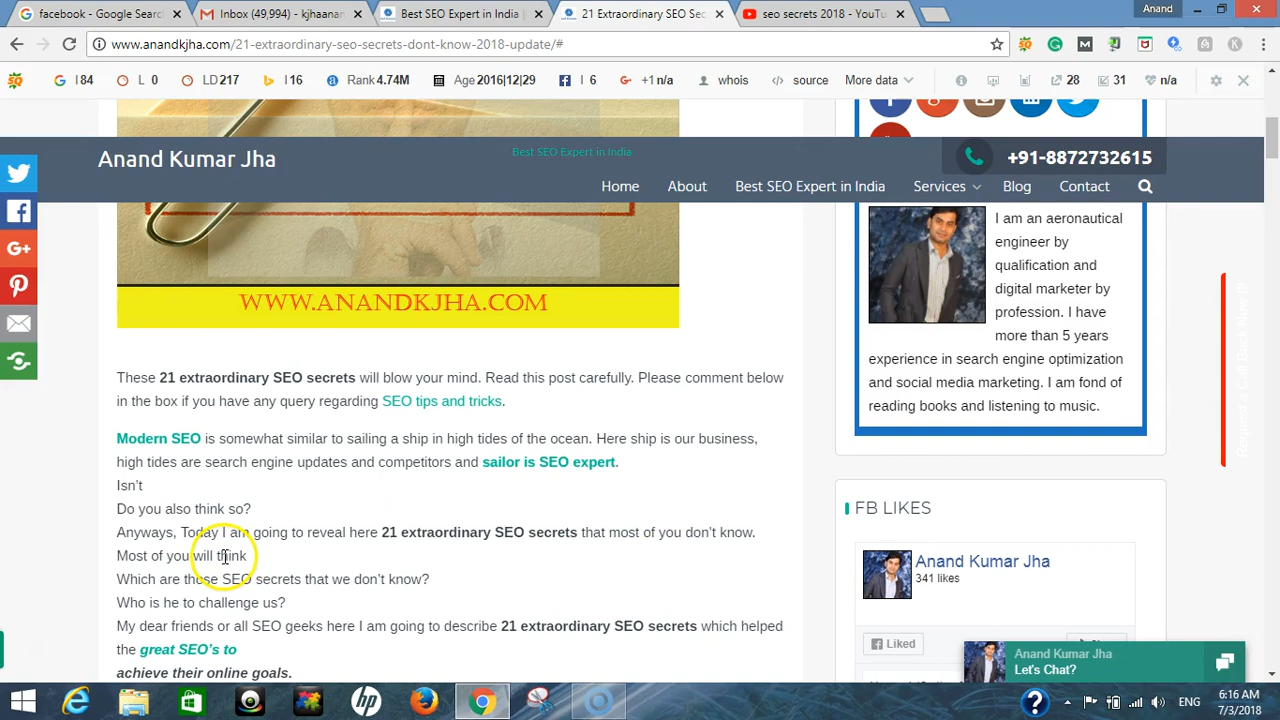 facebook - Google Searc
Inbox (49,994) - kjhaanan
Best SEO Expert in India |
21 Extraordinary SEO Sec
seo secrets 2018 - YouTu
Anand
www.anandkjha.com/21-extraordinary-seo-secrets-dont-know-2018-update/#
I 84
L 0
LD 217
I 16
Rank 4.74M
Age 2016|12|29
I 6
+1 n/a
whois
source
More data
28
31
n/a
Anand Kumar Jha
Best SEO Expert in India
+91-8872732615
Home
About
Best SEO Expert in India
Services
Blog
Contact
WWW.ANANDKJHA.COM
These 21 extraordinary SEO secrets will blow your mind. Read this post carefully. Please comment below
in the box if you have any query regarding SEO tips and tricks.
Modern SEO is somewhat similar to sailing a ship in high tides of the ocean. Here ship is our business,
high tides are search engine updates and competitors and sailor is SEO expert.
Isn't
Do you also think so?
Anyways, Today I am going to reveal here 21 extraordinary SEO secrets that most of you don't know.
Most of you will think
Which are those SEO secrets that we don't know?
Who is he to challenge us?
My dear friends or all SEO geeks here I am going to describe 21 extraordinary SEO secrets which helped
the great SEO's to
achieve their online goals.
I am an aeronautical
engineer by
qualification and
digital marketer by
profession. I have
more than 5 years
experience in search engine optimization
and social media marketing. I am fond of
reading books and listening to music.
Request a Call Back Now !!!
FB LIKES
Anand Kumar Jha
341 likes
Liked
Anand Kumar Jha
Let's Chat?
ENG
6:16 AM
7/3/2018